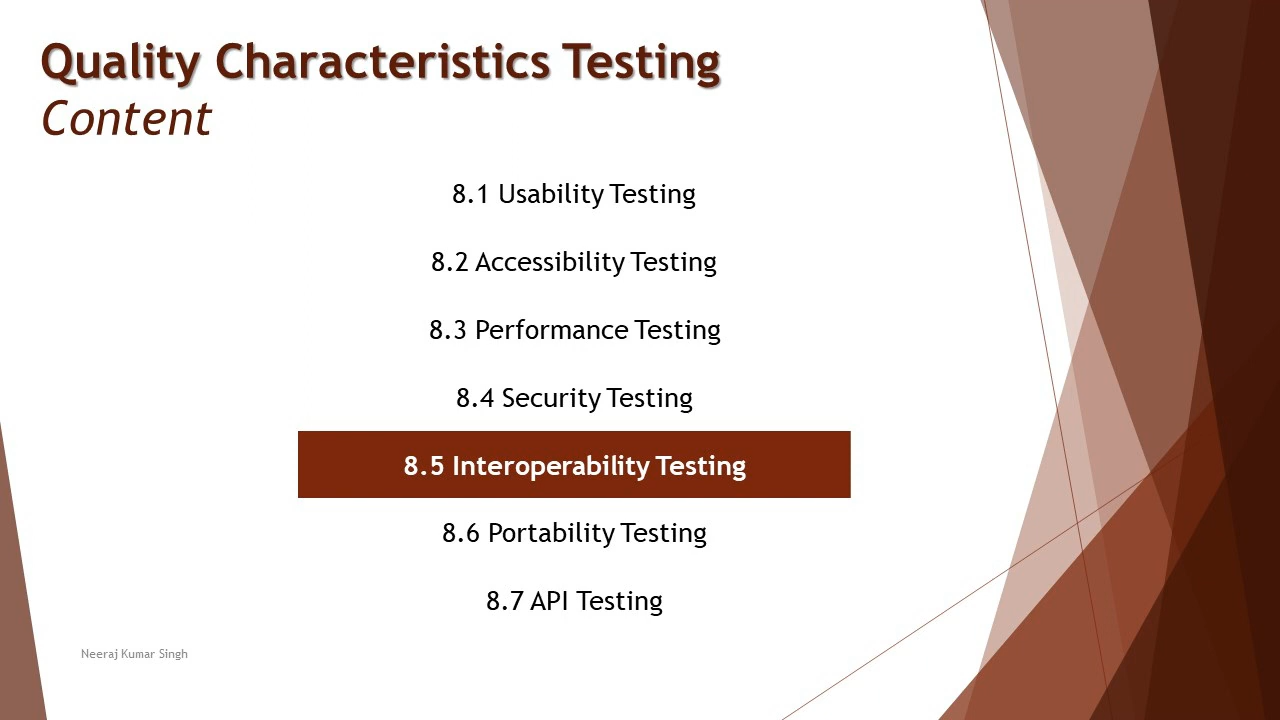 Quality Characteristics Testing
Content
8.1 Usability Testing
8.2 Accessibility Testing
8.3 Performance Testing
8.4 Security Testing
8.5 Interoperability Testing
8.6 Portability Testing
8.7 API Testing
Neeraj Kumar Singh